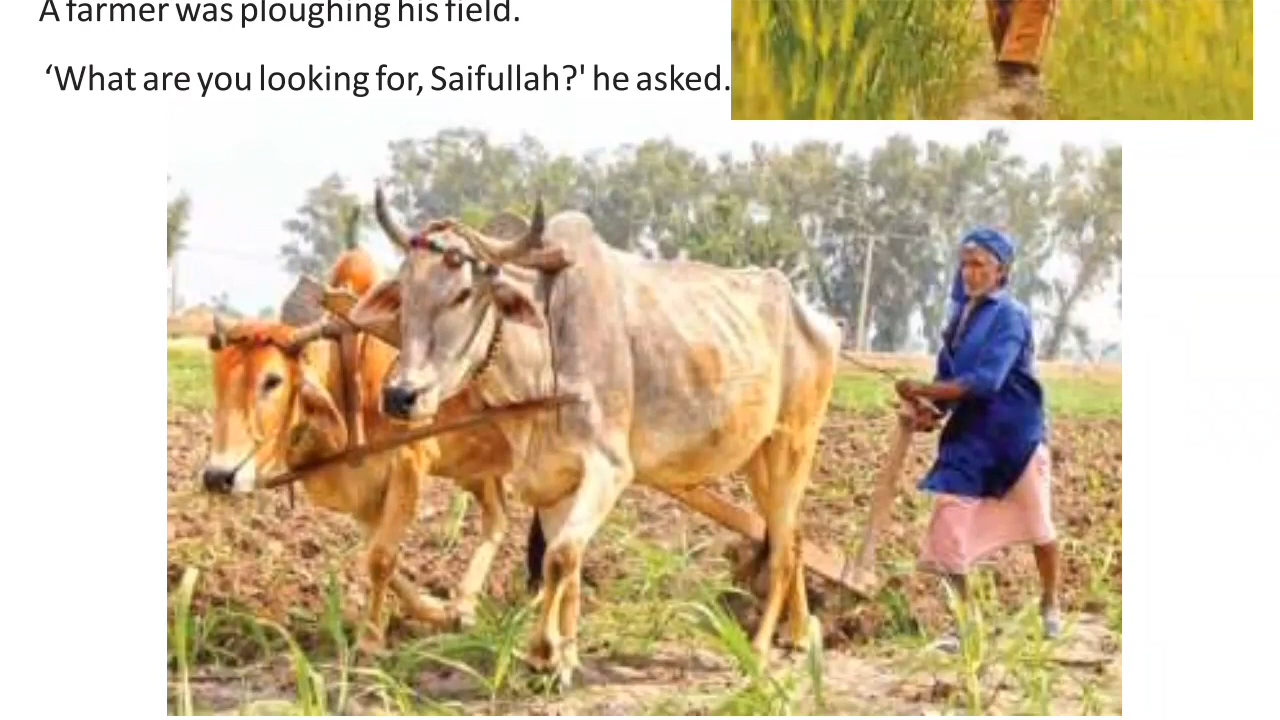 A farmer was ploughing his field.
‘What are you looking for, Saifullah?' he asked.